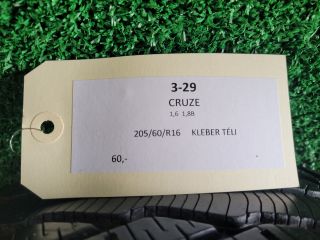 3-29
CRUZE
1,6 1,8B
205/60/R16 KLEBER TÉLI
60,-